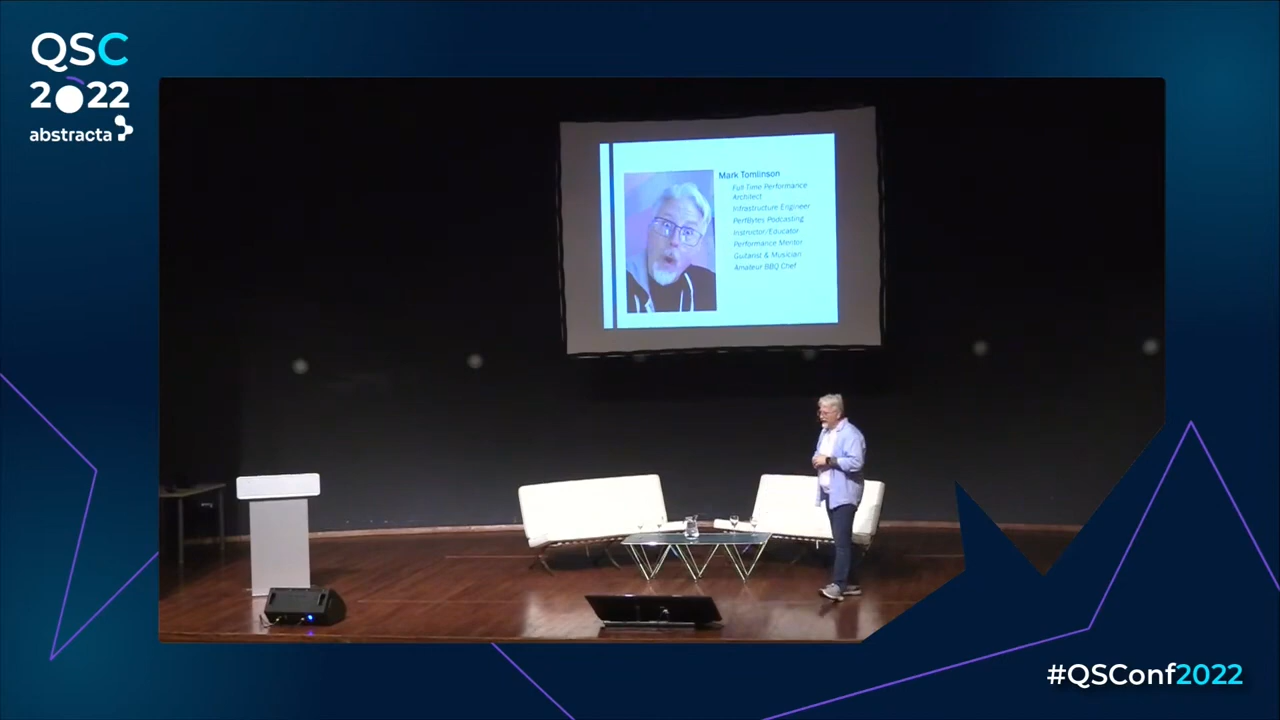 QSC
2022
abstracta
Mark Tomlinson
Full Time Performance
Architect
Infrastructure Engineer
PerfBytes Podcasting
Instructor/Educator
Performance Mentor
Guitarist & Musician
Amateur BBQ Chef
#QSConf2022